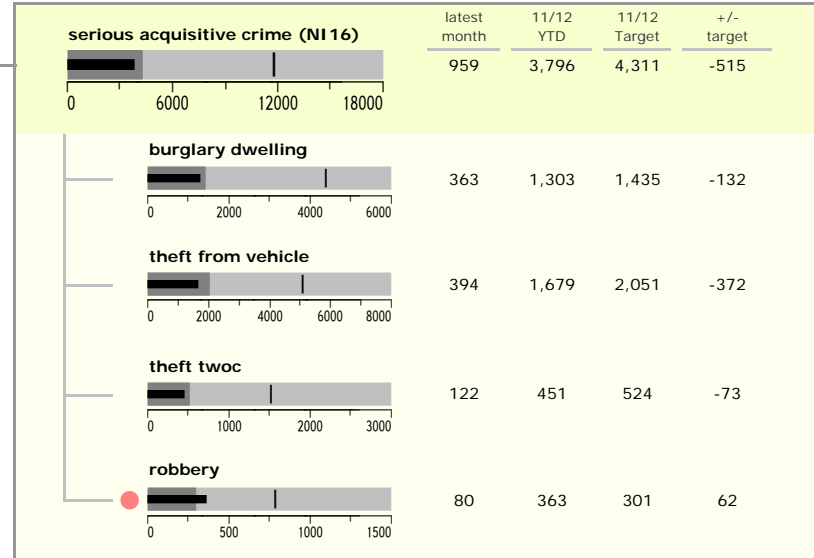 latest 11/12 11/12 +/-
serious acquisitive crime (NI16) month YTD Target target
959 3,796 4,311 -515
0 6000 12000 18000
burglary dwelling
363 1,303 1,435 -132
0 2000 4000 6000
theft from vehicle
394 1,679 2,051 -372
0 2000 4000 6000 8000
theft twoc
122 451 524 -73
0 1000 2000 3000
robbery
80 363 301 62
0 500 1000 1500